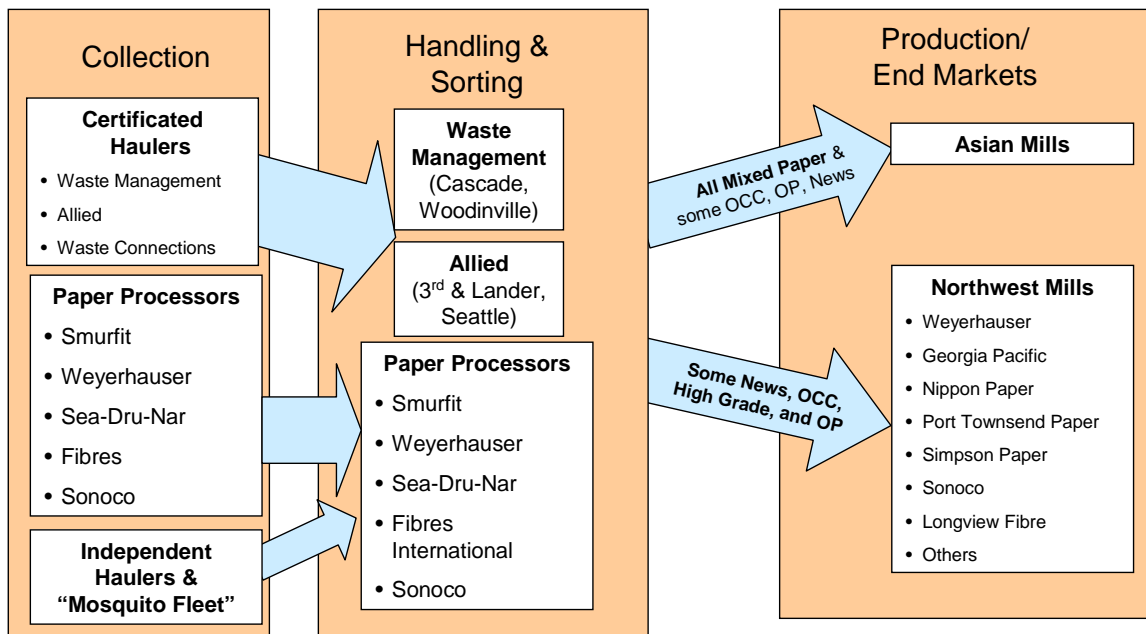 Collection
Certificated
Haulers
• Waste Management
• Allied
• Waste Connections
Paper Processors
• Smurfit
• Weyerhauser
• Sea-Dru-Nar
• Fibres
• Sonoco
Independent
Haulers &
“Mosquito Fleet”
Handling &
Sorting
Waste
Management
(Cascade,
Woodinville)
Allied
(3rd & Lander,
Seattle)
Paper Processors
• Smurfit
• Weyerhauser
• Sea-Dru-Nar
• Fibres
International
• Sonoco
All Mixed Paper &
some OCC, OP, News
Some News, OCC,
High Grade, and OP
Production/
End Markets
Asian Mills
Northwest Mills
• Weyerhauser
• Georgia Pacific
• Nippon Paper
• Port Townsend Paper
• Simpson Paper
• Sonoco
• Longview Fibre
• Others